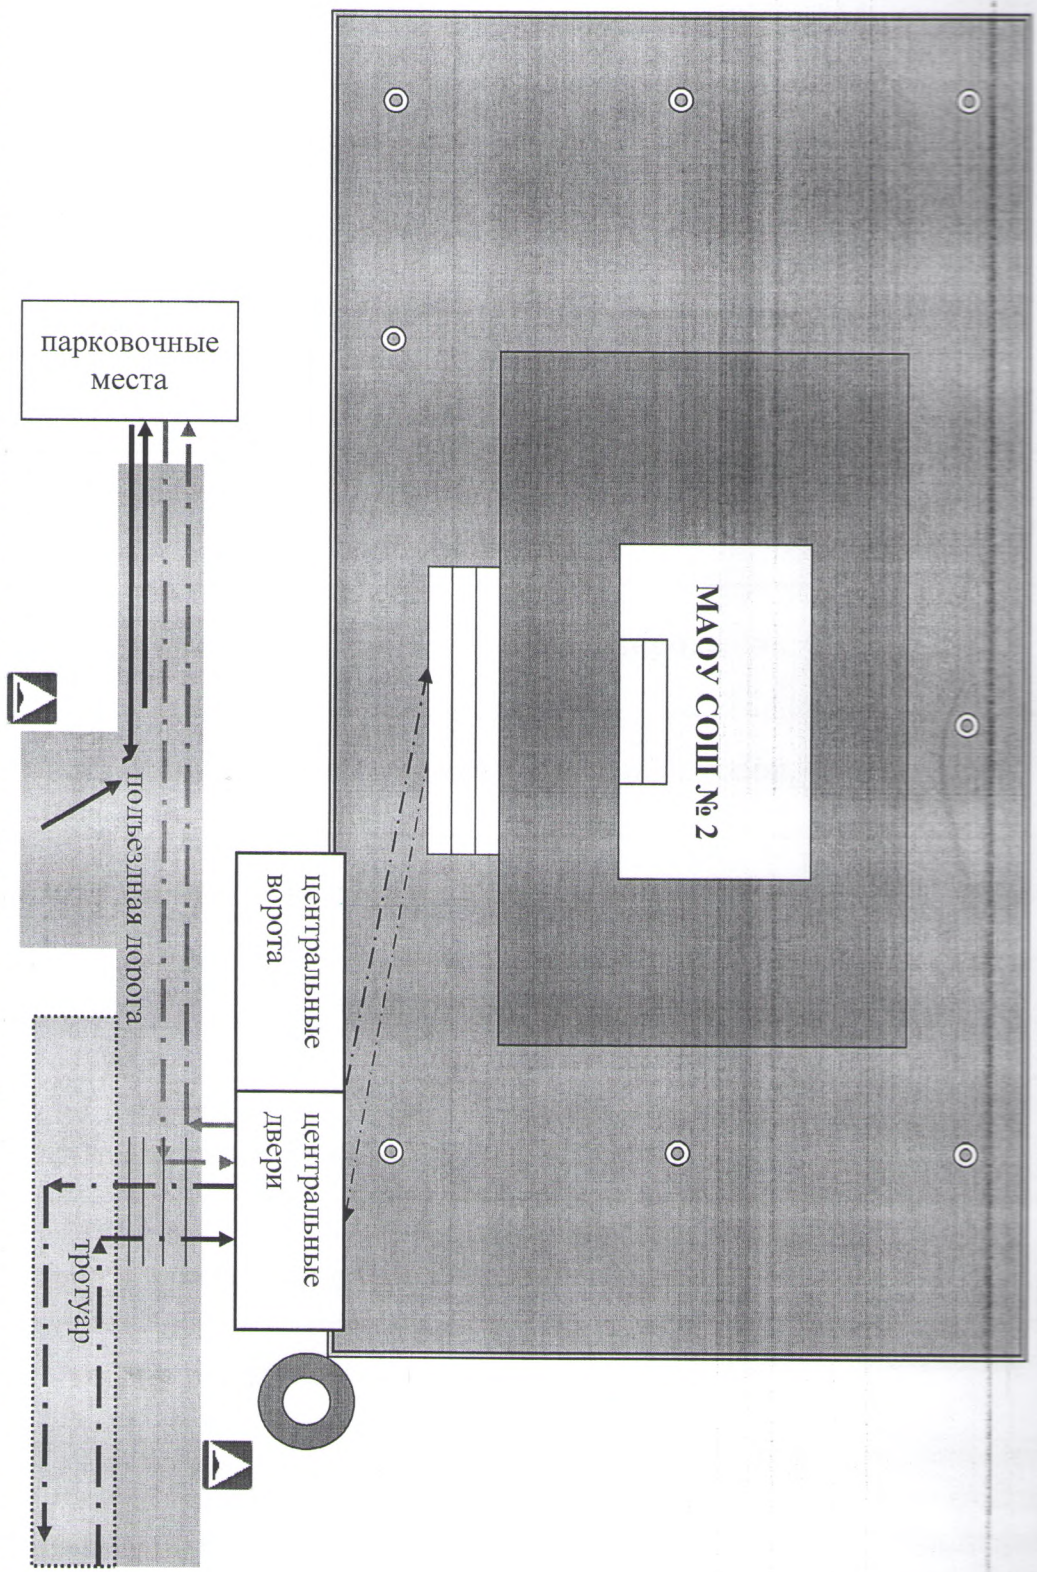 МАОУ СОШ № 2
парковочные
места
подъездная дорога
центральные
ворота
центральные
двери
тротуар